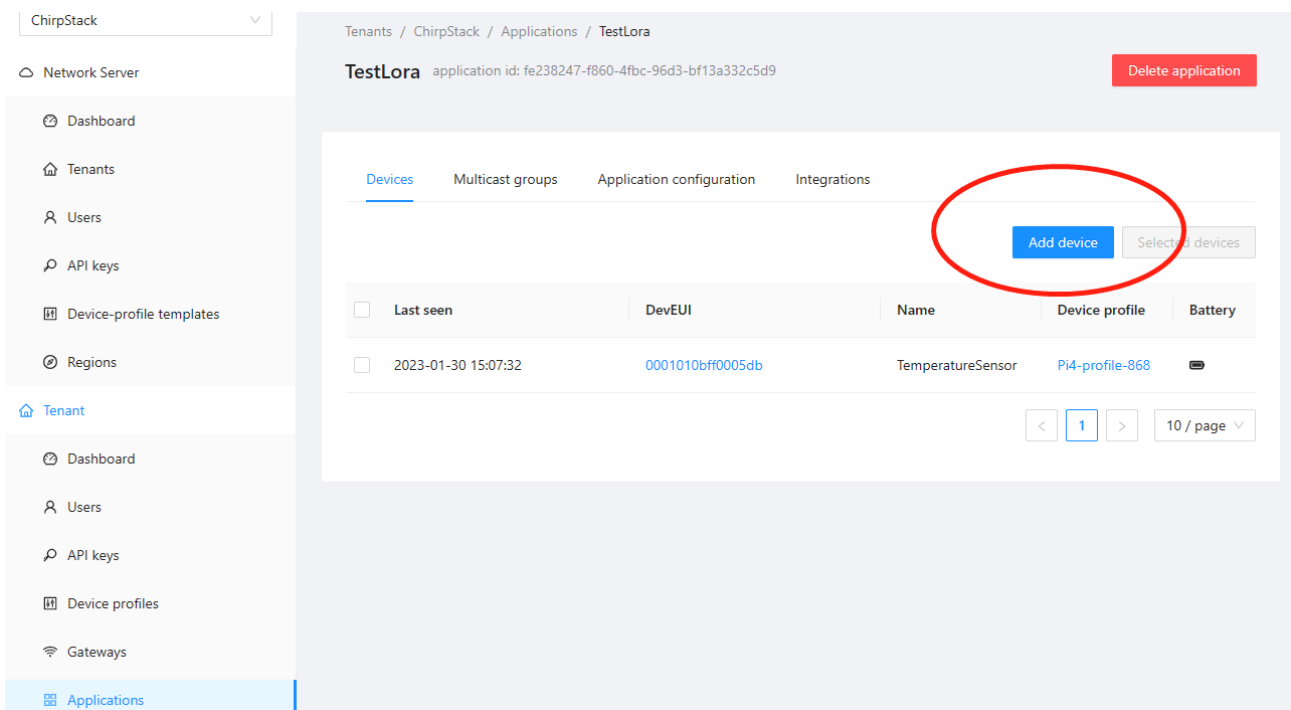 ChirpStack
Network Server
Dashboard
Tenants
Users
API keys
Device-profile templates
Regions
Tenant
Dashboard
Users
API keys
Device profiles
Gateways
Applications
Tenants / ChirpStack / Applications / TestLora
TestLora application id: fe238247-f860-4fbc-96d3-bf13a332c5d9
Delete application
Devices Multicast groups Application configuration Integrations
Add device Selected devices
Last seen DevEUI Name Device profile Battery
2023-01-30 15:07:32 0001010bff0005db TemperatureSensor Pi4-profile-868
< 1 > 10 / page